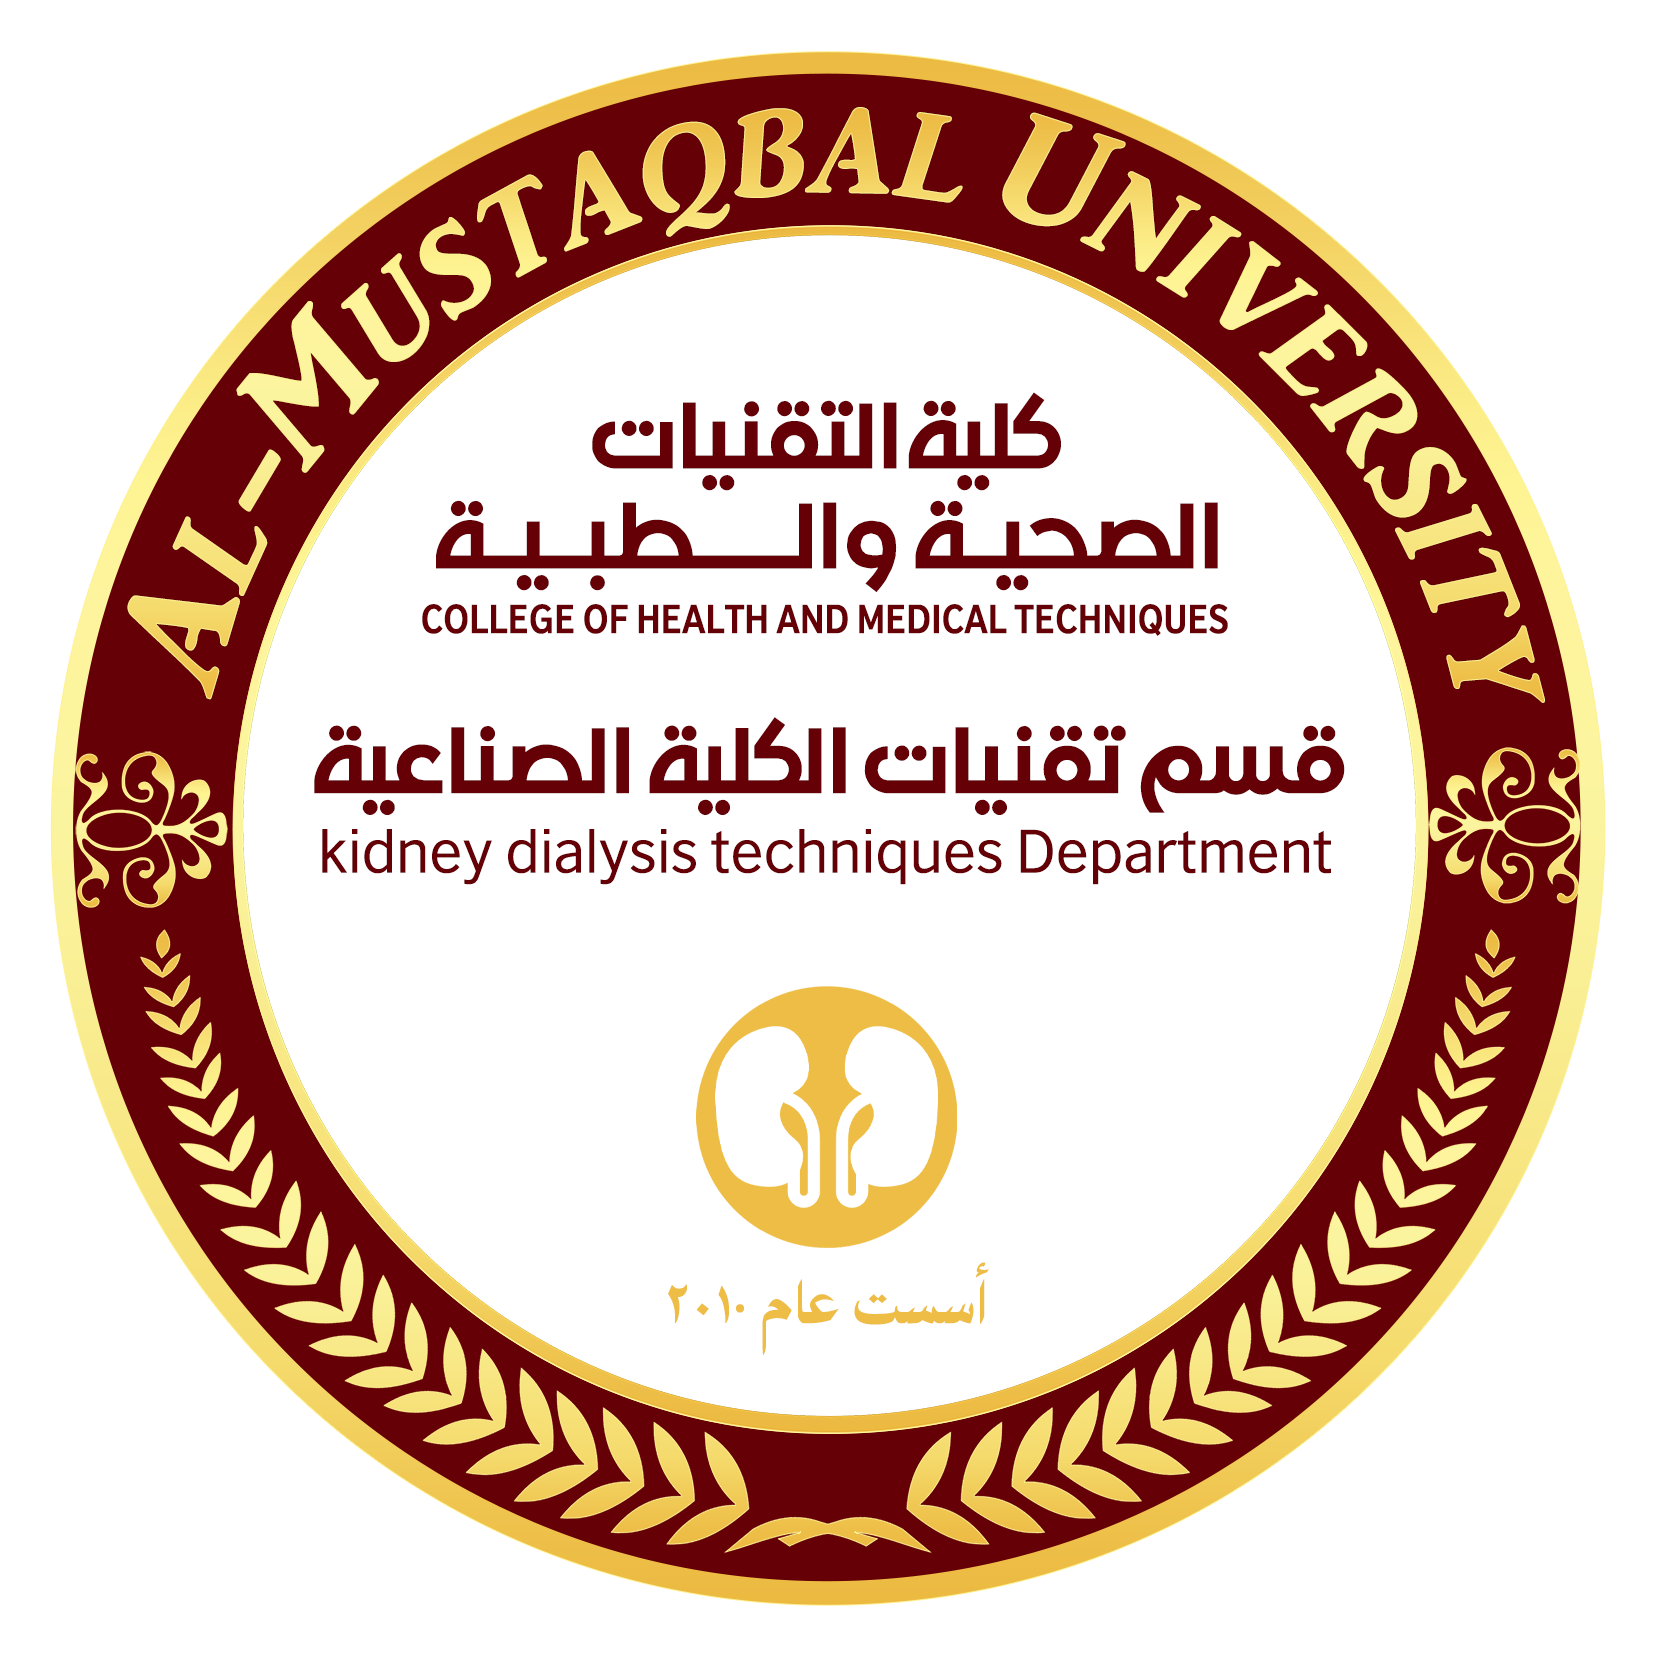 AL-MUSTAQBAL UNIVERSITY
كلية التقنيات
الصحية والطبية
COLLEGE OF HEALTH AND MEDICAL TECHNIQUES
قسم تقنيات الكلية الصناعية
kidney dialysis techniques Department
أسست عام ٢٠١٠